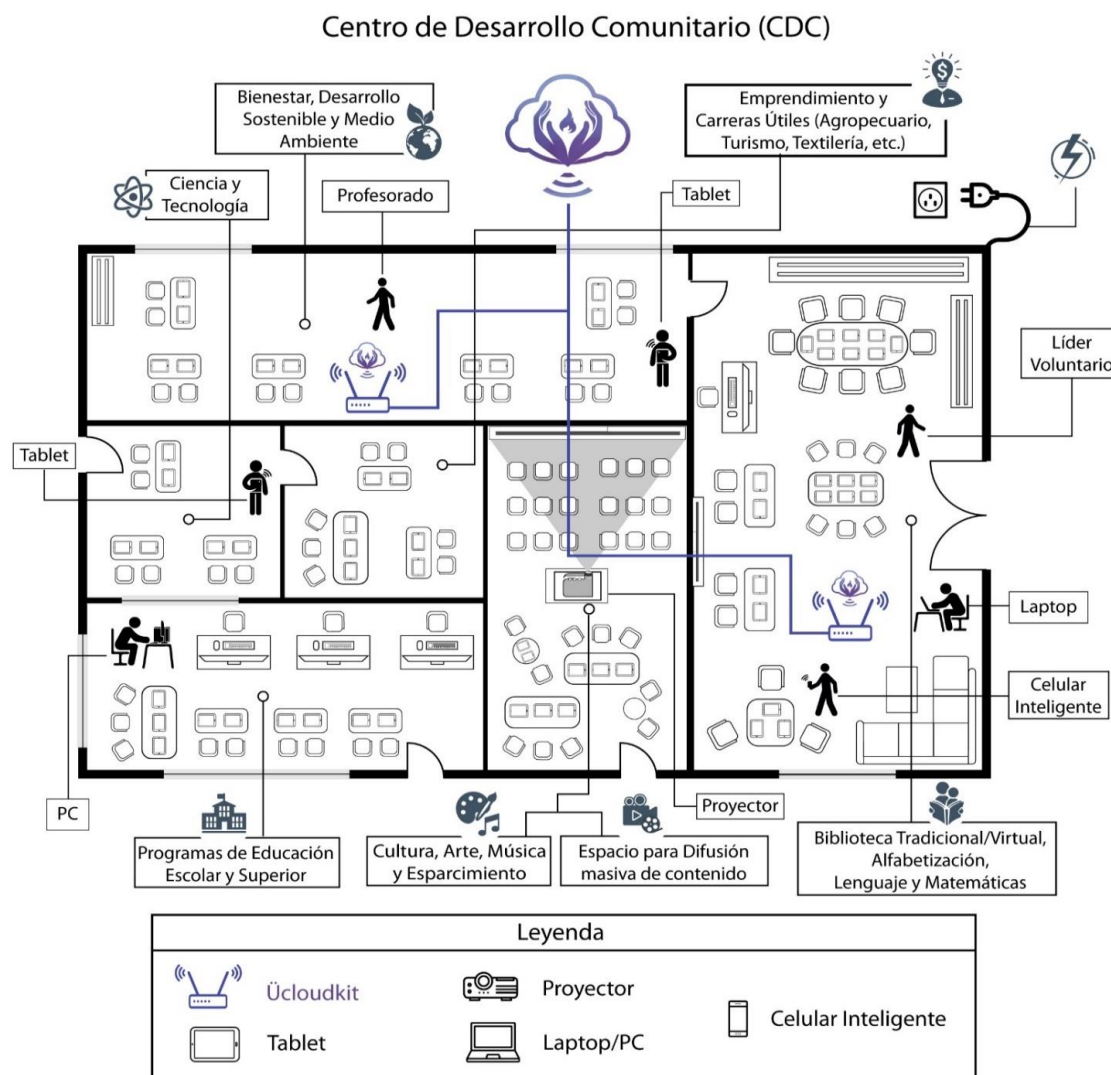 Centro de Desarrollo Comunitario (CDC)
Bienestar, Desarrollo
Sostenible y Medio
Ambiente
Emprendimiento y
Carreras Útiles (Agropecuario,
Turismo, Textilería, etc.)
Ciencia y
Tecnología
Profesorado
Tablet
Líder
Voluntario
Tablet
Laptop
Celular
Inteligente
PC
Proyector
Programas de Educación
Escolar y Superior
Cultura, Arte, Música
y Esparcimiento
Espacio para Difusión
masiva de contenido
Biblioteca Tradicional/Virtual,
Alfabetización,
Lenguaje y Matemáticas
Leyenda
Ücloudkit
Proyector
Celular Inteligente
Tablet
Laptop/PC